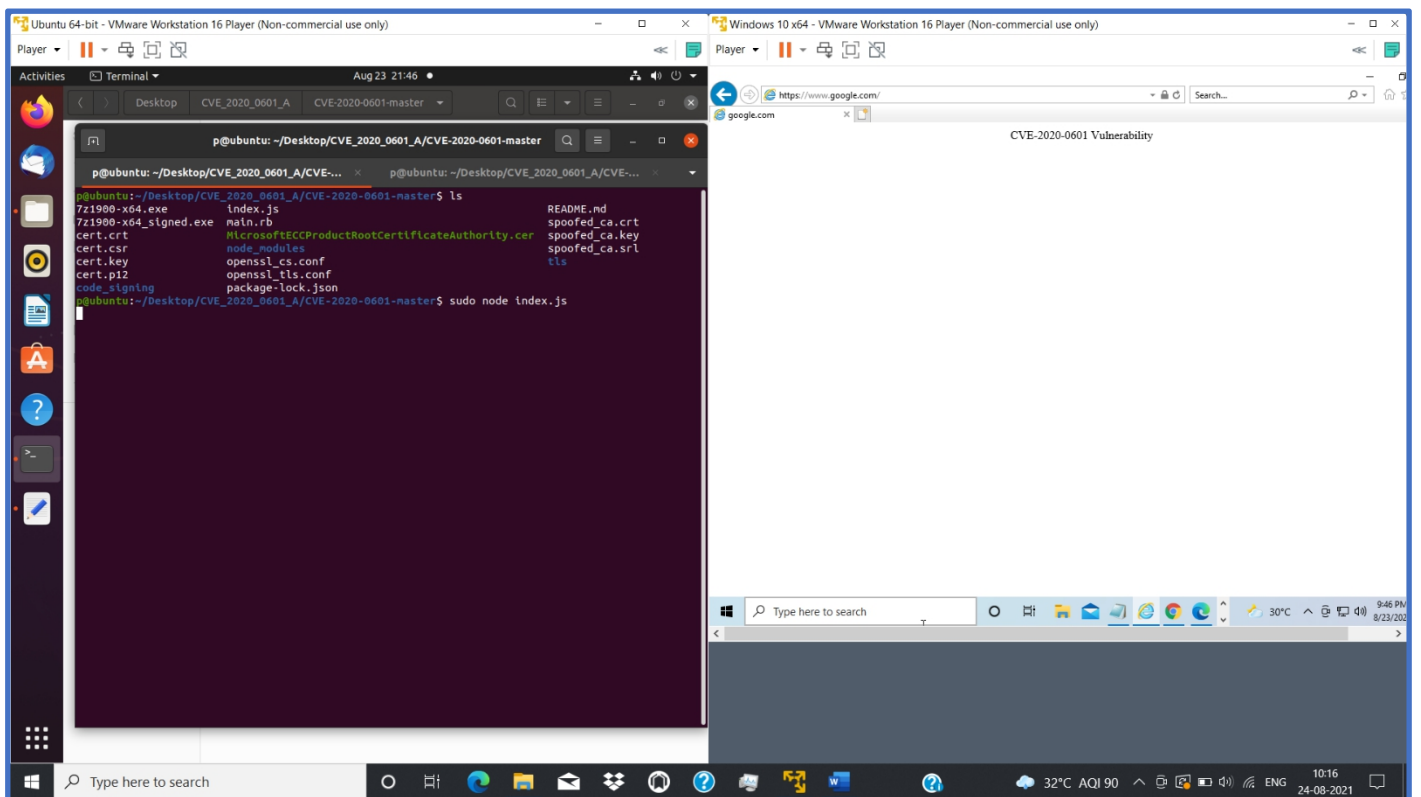 Ubuntu 64-bit - VMware Workstation 16 Player (Non-commercial use only)
Player
Activities Terminal Aug 23 21:46
Desktop CVE_2020_0601_A CVE-2020-0601-master
p@ubuntu: ~/Desktop/CVE_2020_0601_A/CVE-2020-0601-master
p@ubuntu: ~/Desktop/CVE_2020_0601_A/CVE-... p@ubuntu: ~/Desktop/CVE_2020_0601_A/CVE-...
p@ubuntu:~/Desktop/CVE_2020_0601_A/CVE-2020-0601-master$ ls
7z1900-x64.exe index.js README.md
7z1900-x64_signed.exe main.rb spoofed_ca.crt
cert.crt MicrosoftECCProductRootCertificateAuthority.cer spoofed_ca.key
cert.csr node_modules spoofed_ca.srl
cert.key openssl_cs.conf tls
cert.p12 openssl_tls.conf
code_signing package-lock.json
p@ubuntu:~/Desktop/CVE_2020_0601_A/CVE-2020-0601-master$ sudo node index.js
Windows 10 x64 - VMware Workstation 16 Player (Non-commercial use only)
Player
https://www.google.com/ Search...
google.com
CVE-2020-0601 Vulnerability
Type here to search 30°C 9:46 PM
8/23/202
Type here to search 32°C AQI 90 ENG 10:16
24-08-2021